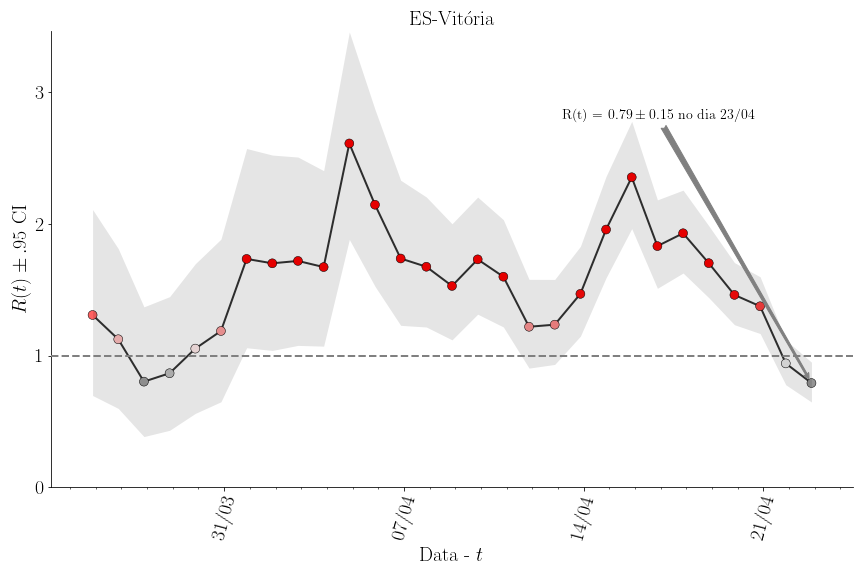 ES-Vitória
R(t) = 0.79 ± 0.15 no dia 23/04
R(t) ± .95 CI
3
2
1
0
31/03
07/04
14/04
21/04
Data - t